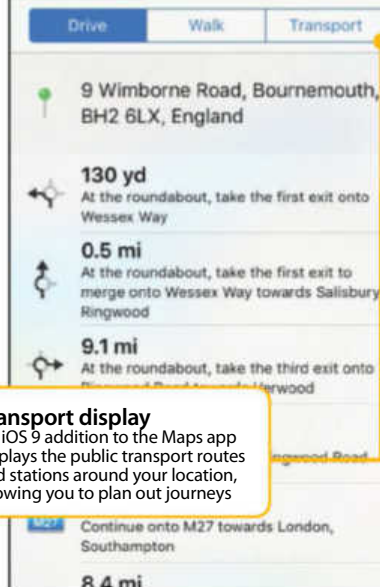 Drive Walk Transport
9 Wimborne Road, Bournemouth,
BH2 6LX, England
130 yd
At the roundabout, take the first exit onto
Wessex Way
0.5 mi
At the roundabout, take the first exit to
merge onto Wessex Way towards Salisbury
Ringwood
9.1 mi
At the roundabout, take the third exit onto
ansport display
iOS 9 addition to the Maps app
plays the public transport routes
d stations around your location,
owing you to plan out journeys
M27
Continue onto M27 towards London,
Southampton
8.4 mi